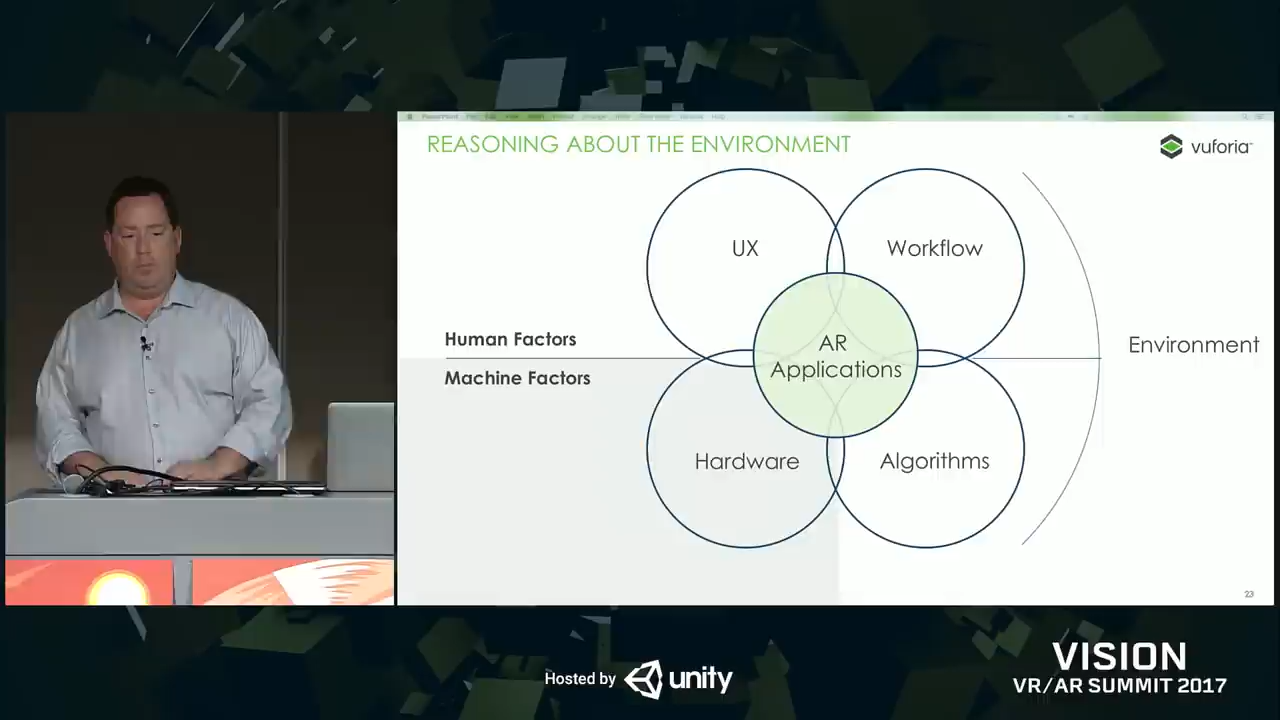 REASONING ABOUT THE ENVIRONMENT
vuforia
UX
Workflow
Human Factors
AR
Applications
Environment
Machine Factors
Hardware
Algorithms
23
Hosted by unity
VISION
VR/AR SUMMIT 2017